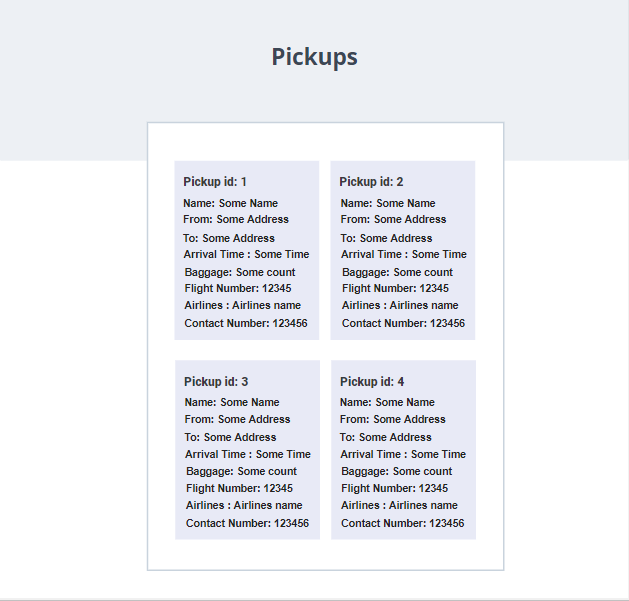 Pickups
Pickup id: 1
Name: Some Name
From: Some Address
To: Some Address
Arrival Time : Some Time
Baggage: Some count
Flight Number: 12345
Airlines : Airlines name
Contact Number: 123456
Pickup id: 2
Name: Some Name
From: Some Address
To: Some Address
Arrival Time : Some Time
Baggage: Some count
Flight Number: 12345
Airlines : Airlines name
Contact Number: 123456
Pickup id: 3
Name: Some Name
From: Some Address
To: Some Address
Arrival Time : Some Time
Baggage: Some count
Flight Number: 12345
Airlines : Airlines name
Contact Number: 123456
Pickup id: 4
Name: Some Name
From: Some Address
To: Some Address
Arrival Time : Some Time
Baggage: Some count
Flight Number: 12345
Airlines : Airlines name
Contact Number: 123456